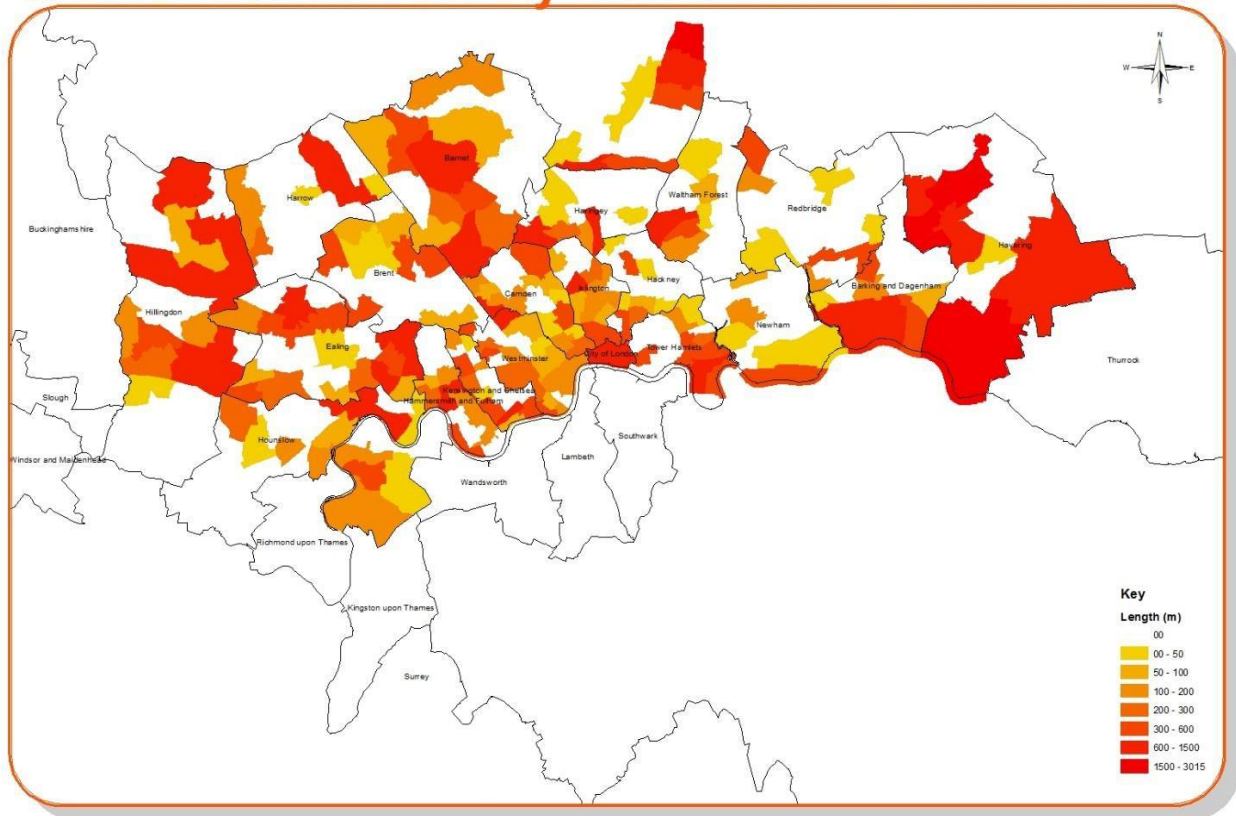 N
W E
S
Barnet
Harrow
Haringey
Waltham Forest
Redbridge
Buckinghamshire
Havering
Brent
Camden
Islington
Hackney
Barking and Dagenham
Hillingdon
Newham
Ealing
Westminster
City of London
Tower Hamlets
Thurrock
Kensington and Chelsea
Hammersmith and Fulham
Slough
Hounslow
Southwark
Lambeth
Windsor and Maidenhead
Wandsworth
Richmond upon Thames
Kingston upon Thames
Surrey
Key
Length (m)
00
00 - 50
50 - 100
100 - 200
200 - 300
300 - 600
600 - 1500
1500 - 3015